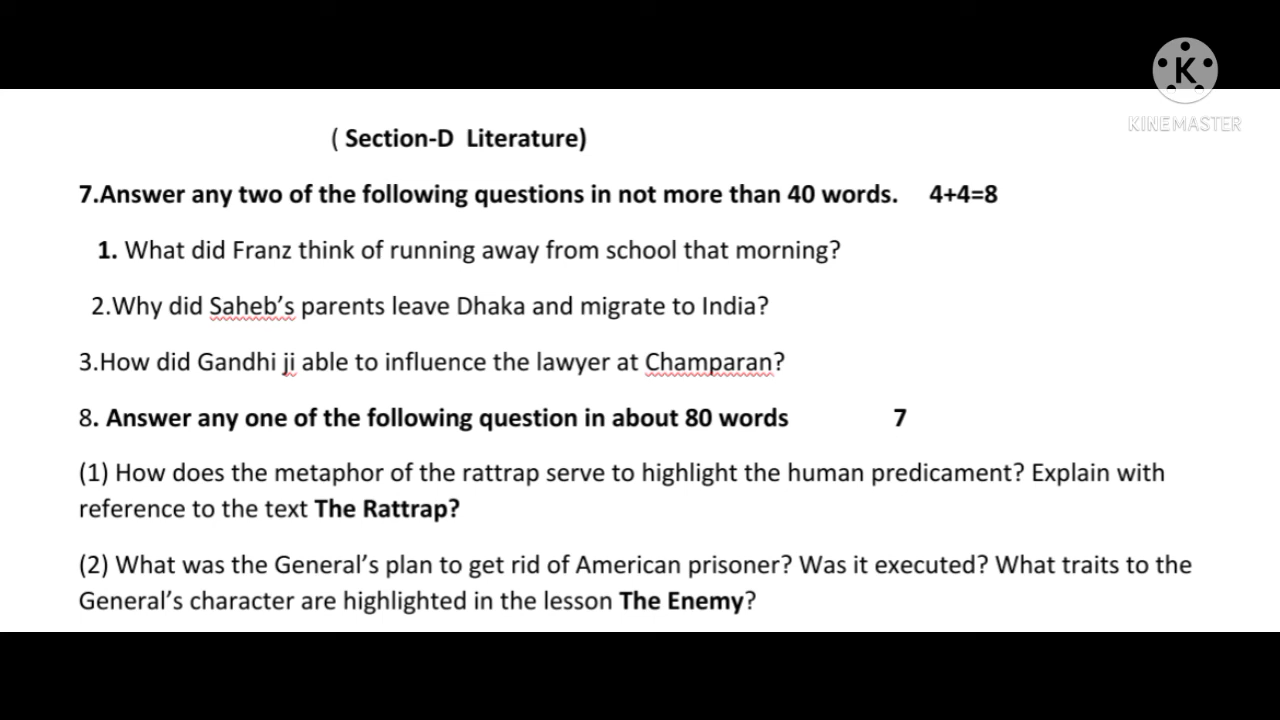 K
KINEMASTER
( Section-D Literature)
7.Answer any two of the following questions in not more than 40 words. 4+4=8
1. What did Franz think of running away from school that morning?
2.Why did Saheb’s parents leave Dhaka and migrate to India?
3.How did Gandhi ji able to influence the lawyer at Champaran?
8. Answer any one of the following question in about 80 words 7
(1) How does the metaphor of the rattrap serve to highlight the human predicament? Explain with
reference to the text The Rattrap?
(2) What was the General’s plan to get rid of American prisoner? Was it executed? What traits to the
General’s character are highlighted in the lesson The Enemy?